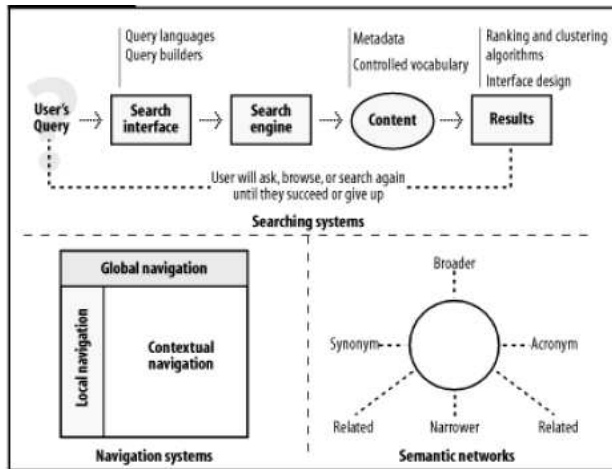 Query languages
Query builders
Metadata
Controlled vocabulary
Ranking and clustering
algorithms
Interface design
?
User's
Query
Search
interface
Search
engine
Content
Results
User will ask, browse, or search again
until they succeed or give up
Searching systems
Global navigation
Local navigation
Contextual
navigation
Navigation systems
Broader
Synonym
Acronym
Related
Narrower
Related
Semantic networks